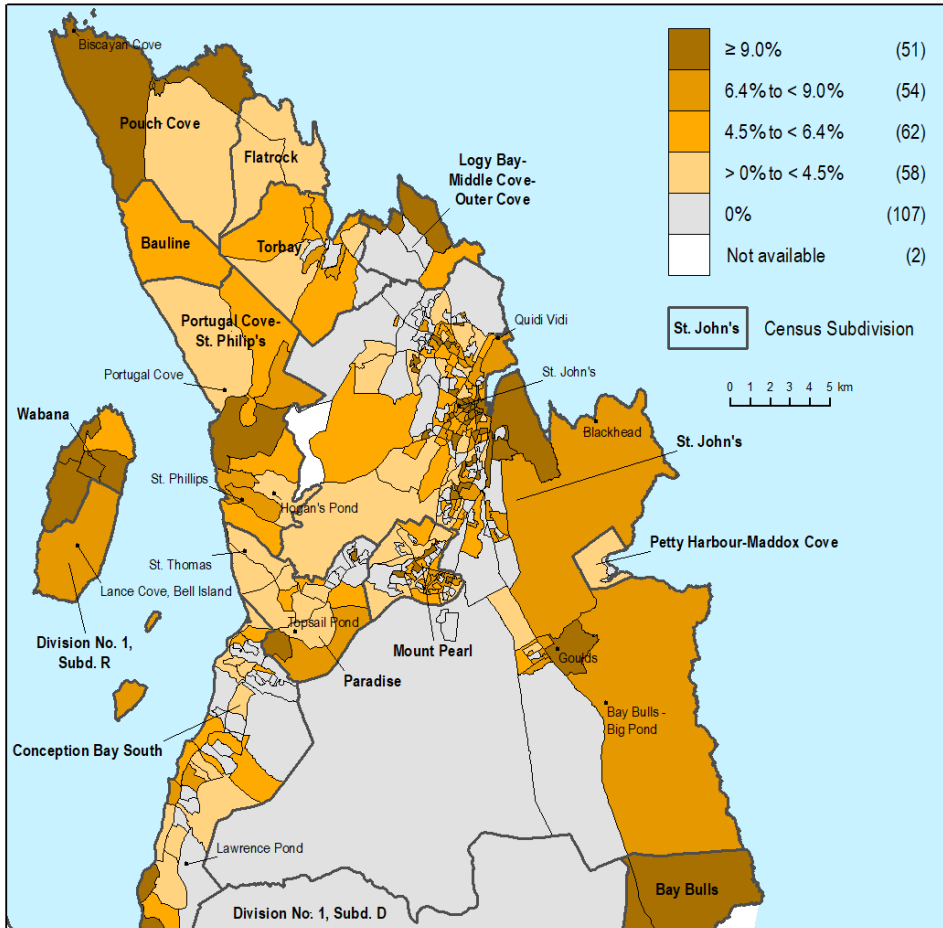 Biscayan Cove
≥ 9.0% (51)
6.4% to < 9.0% (54)
4.5% to < 6.4% (62)
> 0% to < 4.5% (58)
0% (107)
Not available (2)
St. John's Census Subdivision
0 1 2 3 4 5 km
Pouch Cove
Flatrock
Logy Bay-
Middle Cove-
Outer Cove
Bauline
Torbay
Portugal Cove-
St. Philip's
Quidi Vidi
Portugal Cove
St. John's
Wabana
Blackhead
St. John's
St. Phillips
Hogan's Pond
Petty Harbour-Maddox Cove
St. Thomas
Lance Cove, Bell Island
Topsail Pond
Division No. 1,
Subd. R
Mount Pearl
Goulds
Paradise
Bay Bulls -
Big Pond
Conception Bay South
Lawrence Pond
Bay Bulls
Division No. 1, Subd. D